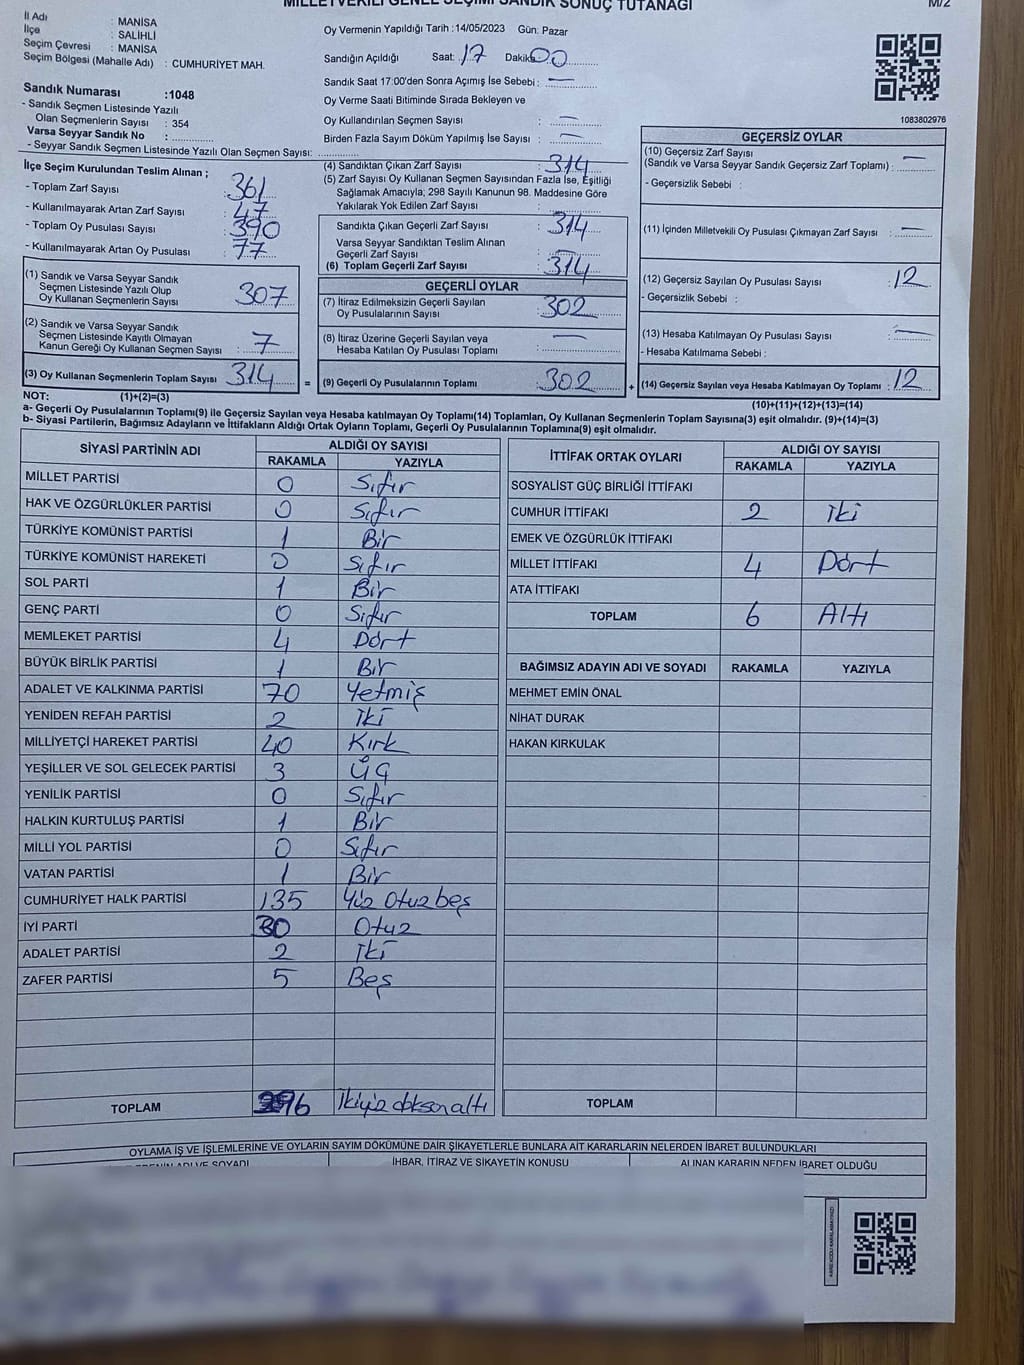 MİLLETVEKİLİ GENEL SEÇİMİ SANDIK SONUÇ TUTANAĞI
M/2
İl Adı : MANİSA
İlçe : SALİHLİ
Seçim Çevresi : MANİSA
Seçim Bölgesi (Mahalle Adı) : CUMHURİYET MAH.
Oy Vermenin Yapıldığı Tarih :14/05/2023 Gün: Pazar
Sandığın Açıldığı Saat: 17 Dakika 00
Sandık Saat 17:00'den Sonra Açımış İse Sebebi : —
Oy Verme Saati Bitiminde Sırada Bekleyen ve
Oy Kullandırılan Seçmen Sayısı : —
Birden Fazla Sayım Döküm Yapılmış İse Sayısı : —
1083802976
Sandık Numarası :1048
- Sandık Seçmen Listesinde Yazılı
Olan Seçmenlerin Sayısı : 354
Varsa Seyyar Sandık No :
- Seyyar Sandık Seçmen Listesinde Yazılı Olan Seçmen Sayısı:
İlçe Seçim Kurulundan Teslim Alınan ;
- Toplam Zarf Sayısı : 361
- Kullanılmayarak Artan Zarf Sayısı : 47
- Toplam Oy Pusulası Sayısı : 390
- Kullanılmayarak Artan Oy Pusulası : 77
(1) Sandık ve Varsa Seyyar Sandık
Seçmen Listesinde Yazılı Olup
Oy Kullanan Seçmenlerin Sayısı : 307
(2) Sandık ve Varsa Seyyar Sandık
Seçmen Listesinde Kayıtlı Olmayan
Kanun Gereği Oy Kullanan Seçmen Sayısı : 7
(3) Oy Kullanan Seçmenlerin Toplam Sayısı 314
(4) Sandıktan Çıkan Zarf Sayısı : 314
(5) Zarf Sayısı Oy Kullanan Seçmen Sayısından Fazla İse, Eşitliği
Sağlamak Amacıyla; 298 Sayılı Kanunun 98. Maddesine Göre
Yakılarak Yok Edilen Zarf Sayısı :
Sandıkta Çıkan Geçerli Zarf Sayısı : 314
Varsa Seyyar Sandıktan Teslim Alınan
Geçerli Zarf Sayısı : —
(6) Toplam Geçerli Zarf Sayısı : 314
GEÇERLİ OYLAR
(7) İtiraz Edilmeksizin Geçerli Sayılan
Oy Pusulalarının Sayısı : 302
(8) İtiraz Üzerine Geçerli Sayılan veya
Hesaba Katılan Oy Pusulası Toplamı : —
= (9) Geçerli Oy Pusulalarının Toplamı : 302
GEÇERSİZ OYLAR
(10) Geçersiz Zarf Sayısı
(Sandık ve Varsa Seyyar Sandık Geçersiz Zarf Toplamı) : —
- Geçersizlik Sebebi :
(11) İçinden Milletvekili Oy Pusulası Çıkmayan Zarf Sayısı : —
(12) Geçersiz Sayılan Oy Pusulası Sayısı : 12
- Geçersizlik Sebebi :
(13) Hesaba Katılmayan Oy Pusulası Sayısı : —
- Hesaba Katılmama Sebebi :
+ (14) Geçersiz Sayılan veya Hesaba Katılmayan Oy Toplamı : 12
NOT: (1)+(2)=(3)
(10)+(11)+(12)+(13)=(14)
a- Geçerli Oy Pusulalarının Toplamı(9) ile Geçersiz Sayılan veya Hesaba katılmayan Oy Toplamı(14) Toplamları, Oy Kullanan Seçmenlerin Toplam Sayısına(3) eşit olmalıdır. (9)+(14)=(3)
b- Siyasi Partilerin, Bağımsız Adayların ve İttifakların Aldığı Ortak Oyların Toplamı, Geçerli Oy Pusulalarının Toplamına(9) eşit olmalıdır.
SİYASİ PARTİNİN ADI ALDIĞI OY SAYISI
RAKAMLA YAZIYLA
MİLLET PARTİSİ 0 Sıfır
HAK VE ÖZGÜRLÜKLER PARTİSİ 0 Sıfır
TÜRKİYE KOMÜNİST PARTİSİ 1 Bir
TÜRKİYE KOMÜNİST HAREKETİ 0 Sıfır
SOL PARTİ 1 Bir
GENÇ PARTİ 0 Sıfır
MEMLEKET PARTİSİ 4 Dört
BÜYÜK BİRLİK PARTİSİ 1 Bir
ADALET VE KALKINMA PARTİSİ 70 Yetmiş
YENİDEN REFAH PARTİSİ 2 İki
MİLLİYETÇİ HAREKET PARTİSİ 40 Kırk
YEŞİLLER VE SOL GELECEK PARTİSİ 3 Üç
YENİLİK PARTİSİ 0 Sıfır
HALKIN KURTULUŞ PARTİSİ 1 Bir
MİLLİ YOL PARTİSİ 0 Sıfır
VATAN PARTİSİ 1 Bir
CUMHURİYET HALK PARTİSİ 135 Yüz Otuzbeş
İYİ PARTİ 30 Otuz
ADALET PARTİSİ 2 İki
ZAFER PARTİSİ 5 Beş
TOPLAM 296 İkiyüz doksanaltı
İTTİFAK ORTAK OYLARI ALDIĞI OY SAYISI
RAKAMLA YAZIYLA
SOSYALİST GÜÇ BİRLİĞİ İTTİFAKI
CUMHUR İTTİFAKI 2 İki
EMEK VE ÖZGÜRLÜK İTTİFAKI
MİLLET İTTİFAKI 4 Dört
ATA İTTİFAKI
TOPLAM 6 Altı
BAĞIMSIZ ADAYIN ADI VE SOYADI RAKAMLA YAZIYLA
MEHMET EMİN ÖNAL
NİHAT DURAK
HAKAN KIRKULAK
TOPLAM
OYLAMA İŞ VE İŞLEMLERİNE VE OYLARIN SAYIM DÖKÜMÜNE DAİR ŞİKAYETLERLE BUNLARA AİT KARARLARIN NELERDEN İBARET BULUNDUKLARI
ADI VE SOYADI İHBAR, İTİRAZ VE ŞİKAYETİN KONUSU ALINAN KARARIN NEDEN İBARET OLDUĞU